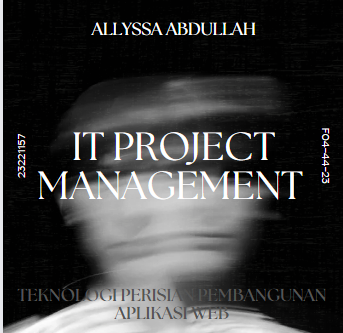 ALLYSSA ABDULLAH
IT PROJECT
MANAGEMENT
23221157
F04-44-23
TEKNOLOGI PERISIAN PEMBANGUNAN
APLIKASI WEB